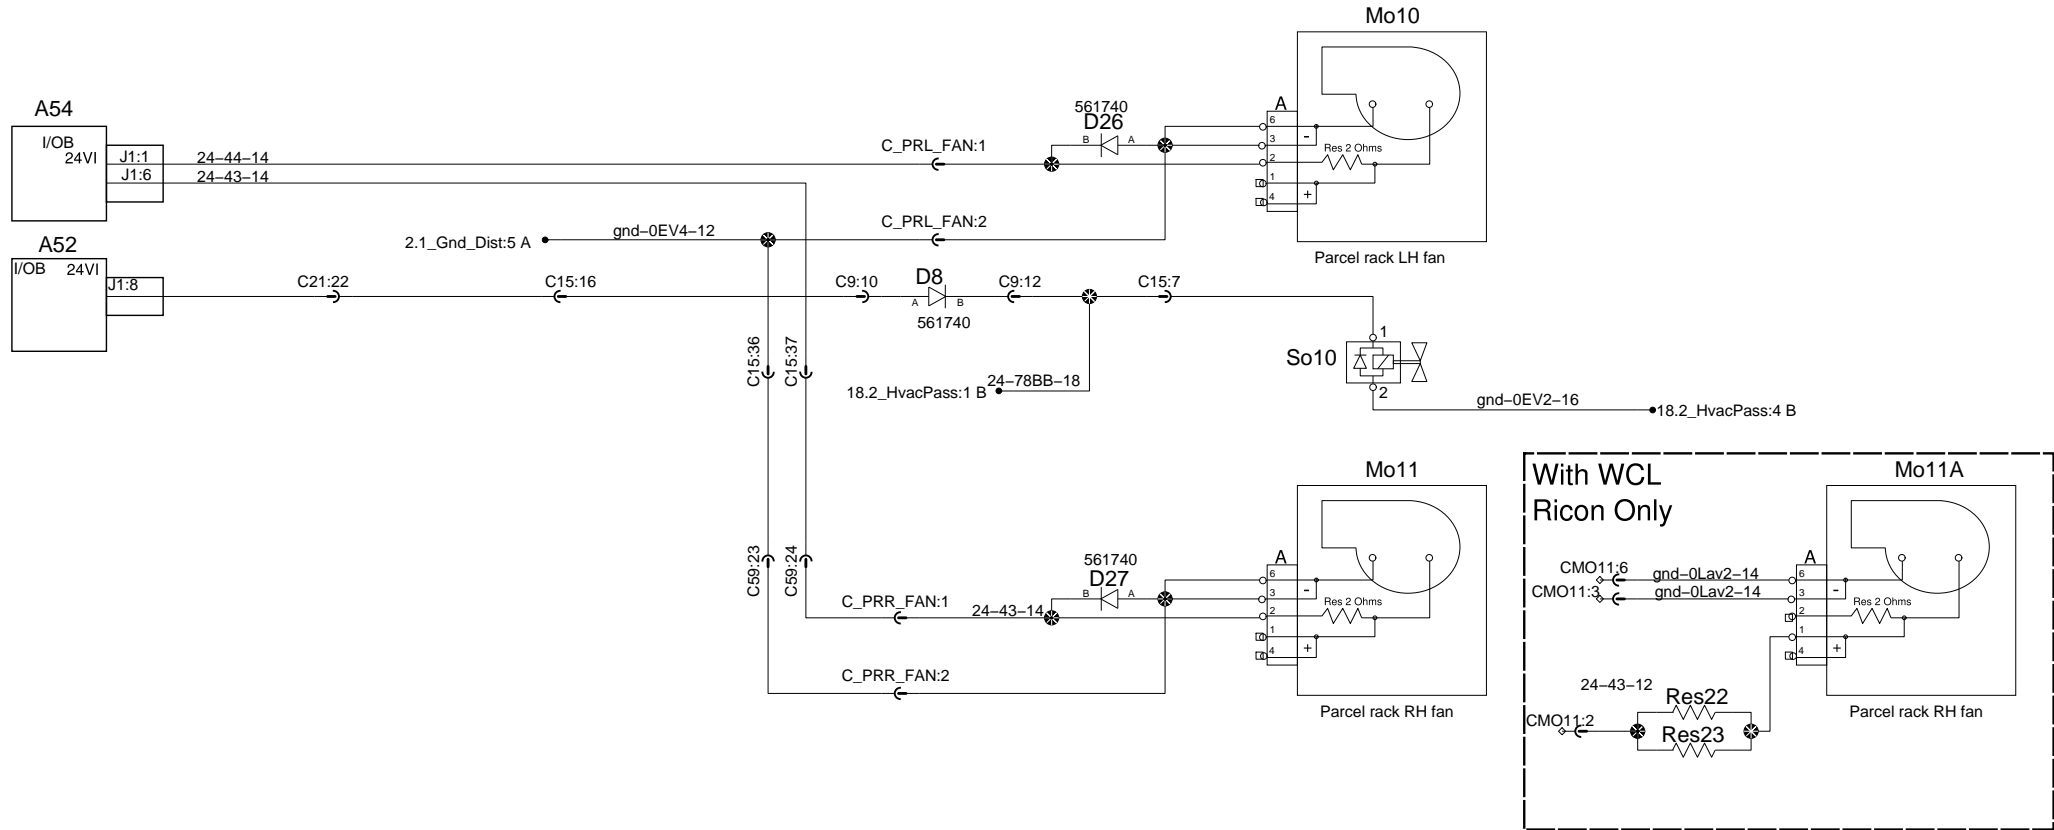 Mo10
A54
I/OB
24VI
J1:1
J1:6
24-44-14
24-43-14
C_PRL_FAN:1
561740
D26
B A
A
6
3
2
1
4
-
+
Res 2 Ohms
Parcel rack LH fan
C_PRL_FAN:2
2.1_Gnd_Dist:5 A
gnd-0EV4-12
A52
I/OB 24VI
J1:8
C21:22
C15:16
C9:10
D8
A B
561740
C9:12
C15:7
C15:36
C15:37
18.2_HvacPass:1 B
24-78BB-18
So10
1
2
gnd-0EV2-16
18.2_HvacPass:4 B
C59:23
C59:24
Mo11
561740
D27
B A
C_PRR_FAN:1
24-43-14
C_PRR_FAN:2
A
6
3
2
1
4
-
+
Res 2 Ohms
Parcel rack RH fan
With WCL
Ricon Only
Mo11A
CMO11:6
gnd-0Lav2-14
CMO11:3
gnd-0Lav2-14
A
6
3
2
1
4
-
+
Res 2 Ohms
Parcel rack RH fan
24-43-12
Res22
CMO11:2
Res23